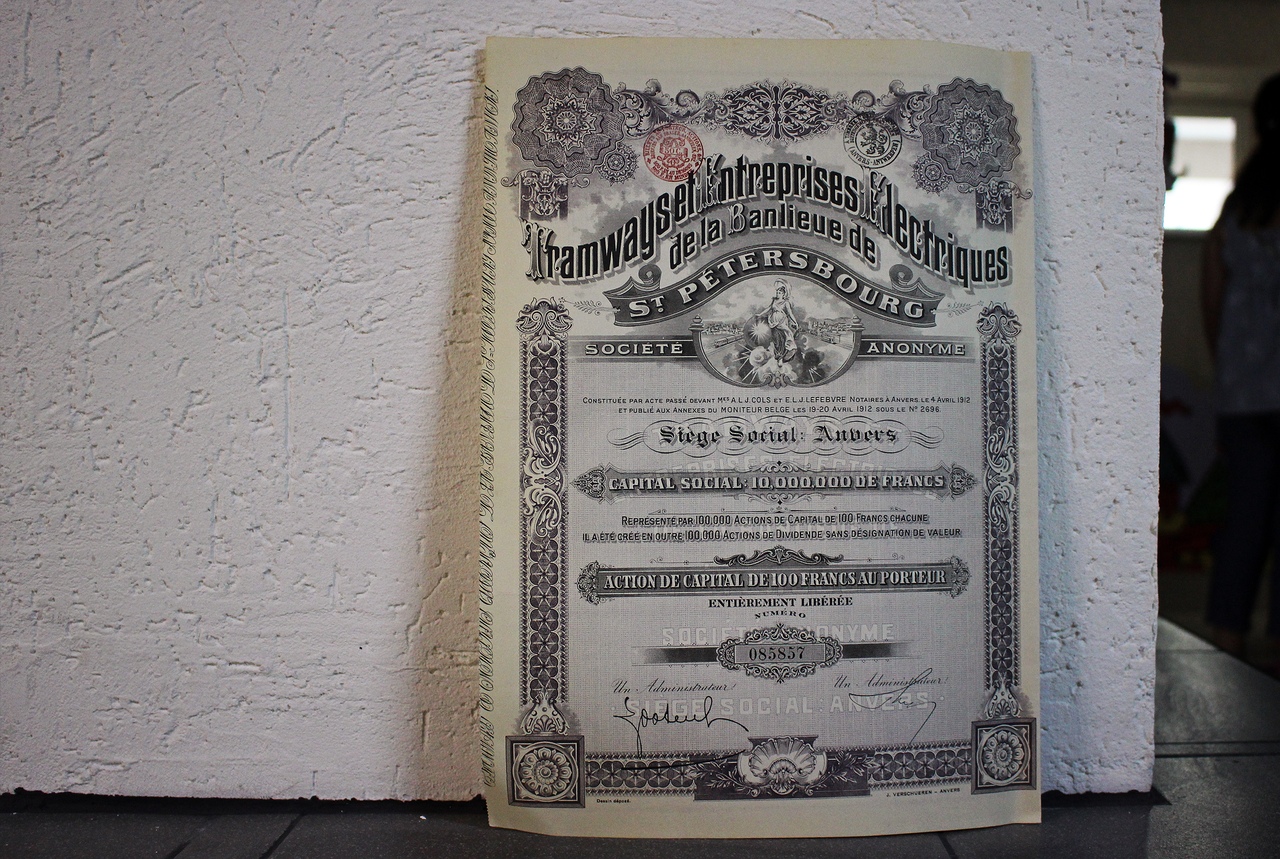 Tramways et Entreprises Electriques
de la Banlieue de
ST PÉTERSBOURG
SOCIÉTÉ ANONYME
CONSTITUÉE PAR ACTE PASSÉ DEVANT MES A.L.J.COLS ET E.L.J.LEFEBVRE NOTAIRES À ANVERS, LE 4 AVRIL 1912
ET PUBLIÉ AUX ANNEXES DU MONITEUR BELGE LES 19-20 AVRIL 1912 SOUS LE NO 2696
Siège Social: Anvers
CAPITAL SOCIAL: 10,000,000 DE FRANCS
REPRÉSENTÉ PAR 100,000 ACTIONS DE CAPITAL DE 100 FRANCS CHACUNE
IL A ÉTÉ CRÉÉ EN OUTRE 100,000 ACTIONS DE DIVIDENDE SANS DÉSIGNATION DE VALEUR
ACTION DE CAPITAL DE 100 FRANCS AU PORTEUR
ENTIÈREMENT LIBÉRÉE
NUMÉRO
SOCIÉTÉ ANONYME
085857
Un Administrateur Un Administrateur
SIÈGE SOCIAL: ANVERS
Dessin déposé. J. VERSCHUEREN - ANVERS